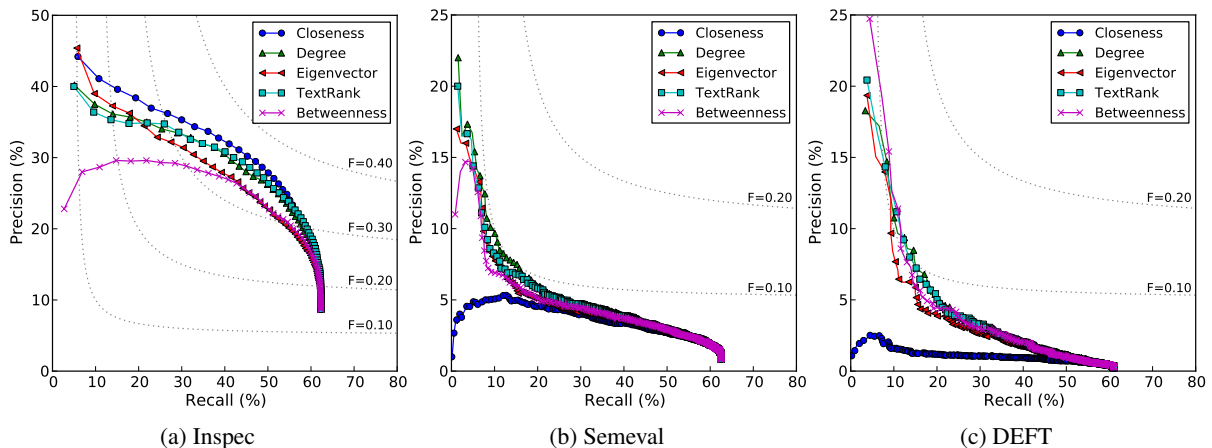 50
40
30
20
10
0
0 10 20 30 40 50 60 70 80
Precision (%)
Recall (%)
Closeness
Degree
Eigenvector
TextRank
Betweenness
F=0.40
F=0.30
F=0.20
F=0.10
(a) Inspec
25
20
15
10
5
0
0 10 20 30 40 50 60 70 80
Precision (%)
Recall (%)
Closeness
Degree
Eigenvector
TextRank
Betweenness
F=0.20
F=0.10
(b) Semeval
25
20
15
10
5
0
0 10 20 30 40 50 60 70 80
Precision (%)
Recall (%)
Closeness
Degree
Eigenvector
TextRank
Betweenness
F=0.20
F=0.10
(c) DEFT